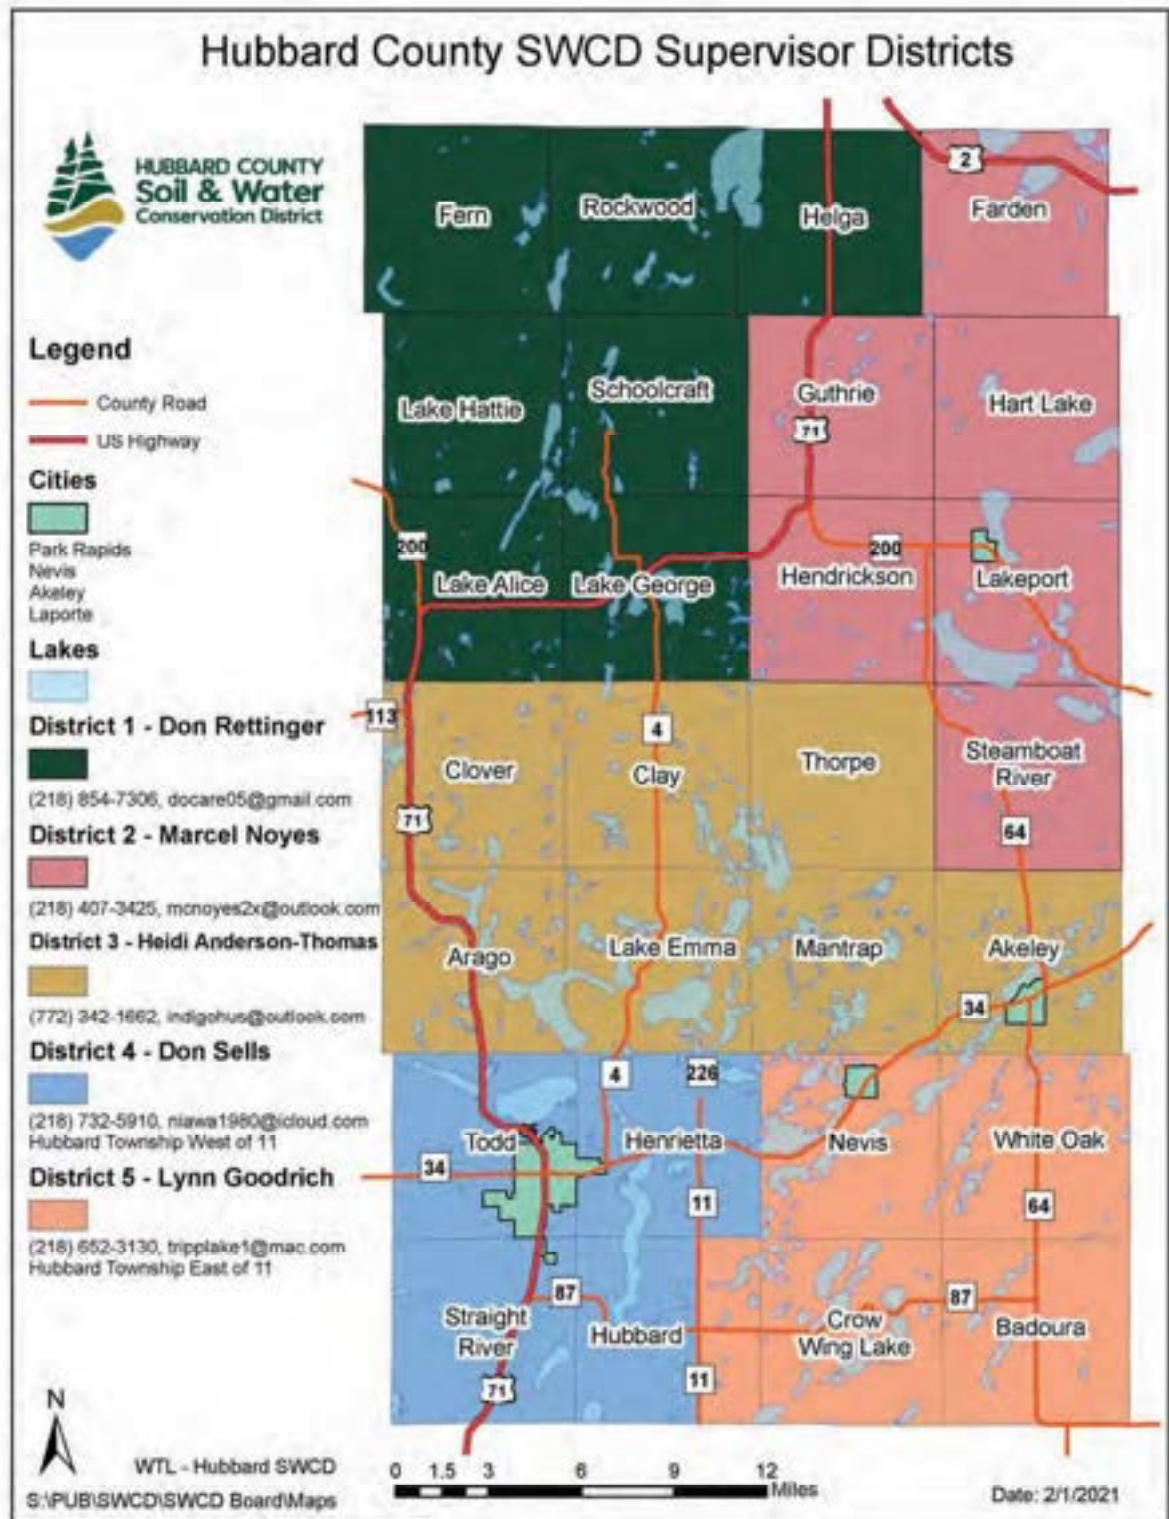 Hubbard County SWCD Supervisor Districts
HUBBARD COUNTY
Soil & Water
Conservation District
Legend
County Road
US Highway
Cities
Park Rapids
Nevis
Akeley
Laporte
Lakes
District 1 - Don Rettinger
(218) 854-7306, docare05@gmail.com
District 2 - Marcel Noyes
(218) 407-3425, mcnoyes2x@outlook.com
District 3 - Heidi Anderson-Thomas
(772) 342-1662, indigohus@outlook.com
District 4 - Don Sells
(218) 732-5910, niawa1980@icloud.com
Hubbard Township West of 11
District 5 - Lynn Goodrich
(218) 652-3130, tripplake1@mac.com
Hubbard Township East of 11
2
Fern
Rockwood
Helga
Farden
Lake Hattie
Schoolcraft
Guthrie
Hart Lake
71
200
200
Lake Alice
Lake George
Hendrickson
Lakeport
113
4
Clover
Clay
Thorpe
Steamboat
River
71
64
Arago
Lake Emma
Mantrap
Akeley
34
4
226
Todd
Henrietta
Nevis
White Oak
34
11
64
87
87
Straight
River
Hubbard
Crow
Wing Lake
Badoura
71
11
N
WTL - Hubbard SWCD
S:\PUB\SWCD\SWCD Board\Maps
0 1.5 3 6 9 12
Miles
Date: 2/1/2021